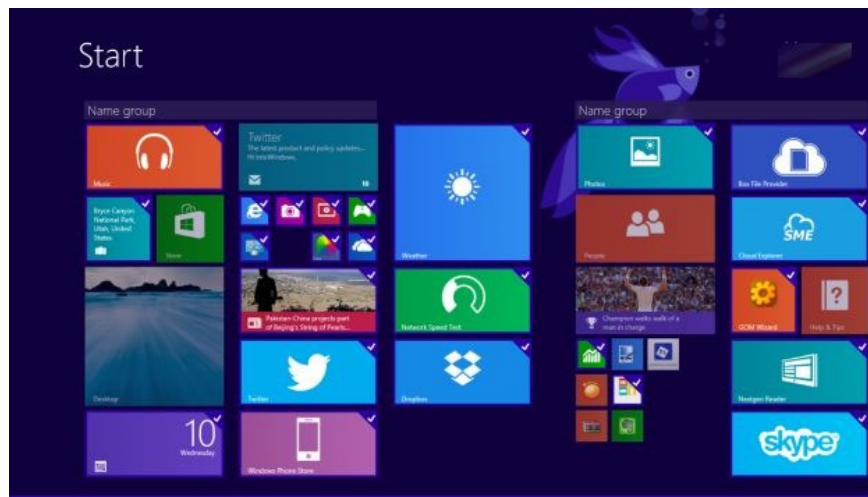 Start
Name group
Music
Twitter
The latest product and policy updates...
10
Bryce Canyon
National Park,
Utah, United
States
Store
Weather
Pakistan-China projects part
of Beijing's String of Pearls...
Network Speed Test
Desktop
Twitter
Dropbox
10
Wednesday
Windows Phone Store
Name group
Photos
Box File Provider
People
SME
Cloud Explorer
Champion walks walk of a
man in charge
GOM Wizard
Help & Tips
Nextgen Reader
skype